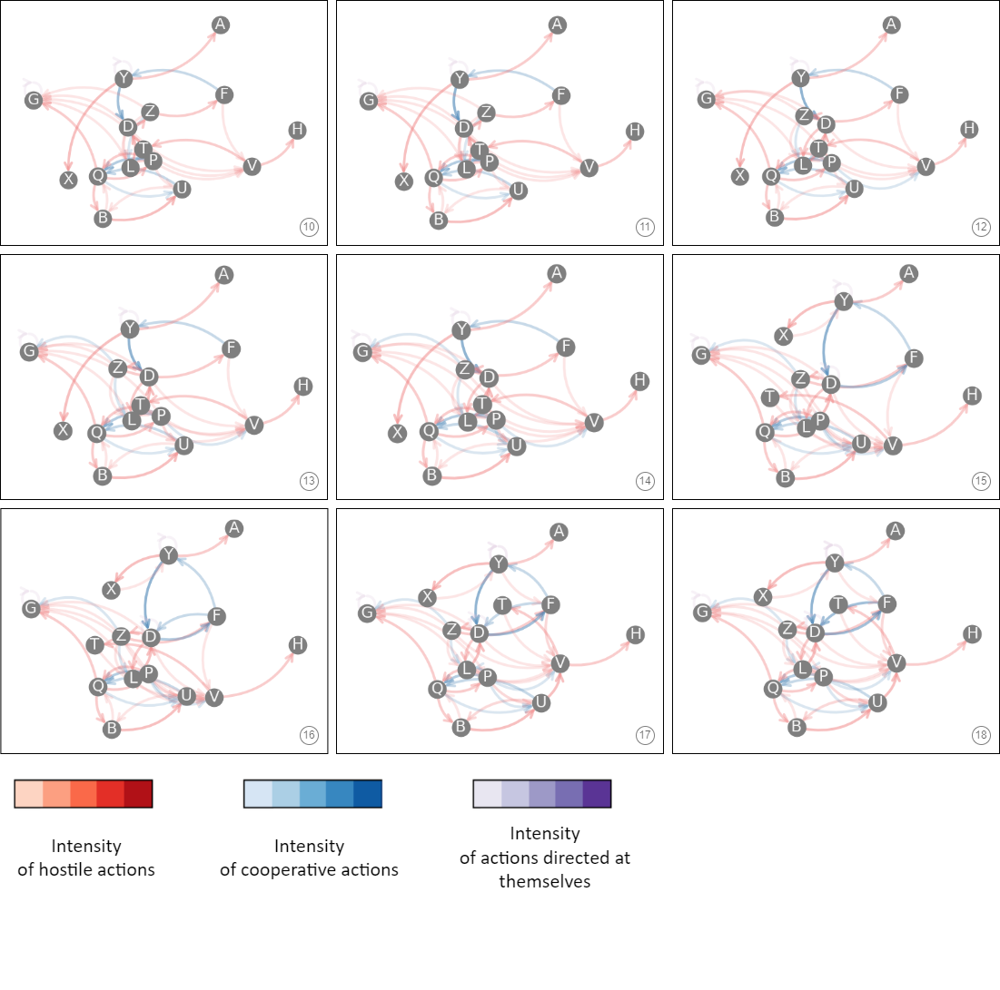 A
Y
G
F
Z
D
H
T
P
L
Q
V
X
U
B
10
A
Y
G
F
Z
D
H
T
P
L
Q
V
X
U
B
11
A
Y
G
F
Z
D
H
T
L
P
V
Q
X
U
B
12
A
Y
F
G
Z
D
H
T
P
L
V
X
Q
U
B
13
A
Y
F
G
Z
D
H
T
P
L
V
Q
X
U
B
14
A
Y
X
G
F
Z
D
T
H
P
L
Q
U
V
B
15
A
Y
X
G
F
Z
D
T
H
P
L
Q
U
V
B
16
A
Y
X
T
F
G
Z
D
H
V
L
P
Q
U
B
17
A
Y
X
T
F
G
Z
D
H
V
L
P
Q
U
B
18
Intensity
of hostile actions
Intensity
of cooperative actions
Intensity
of actions directed at
themselves